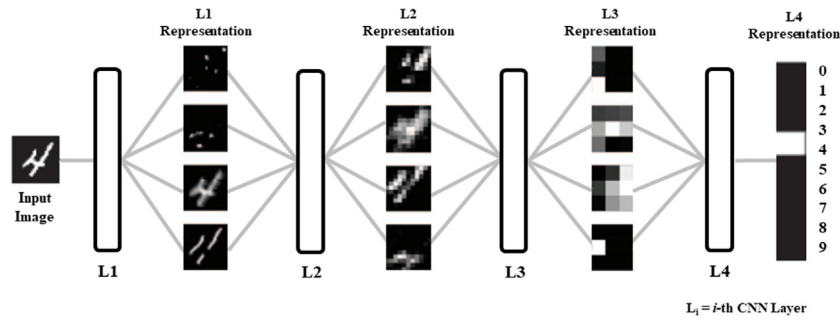 L1
Representation
L2
Representation
L3
Representation
L4
Representation
0
1
2
3
4
5
6
7
8
9
Input
Image
L1
L2
L3
L4
Li = i-th CNN Layer